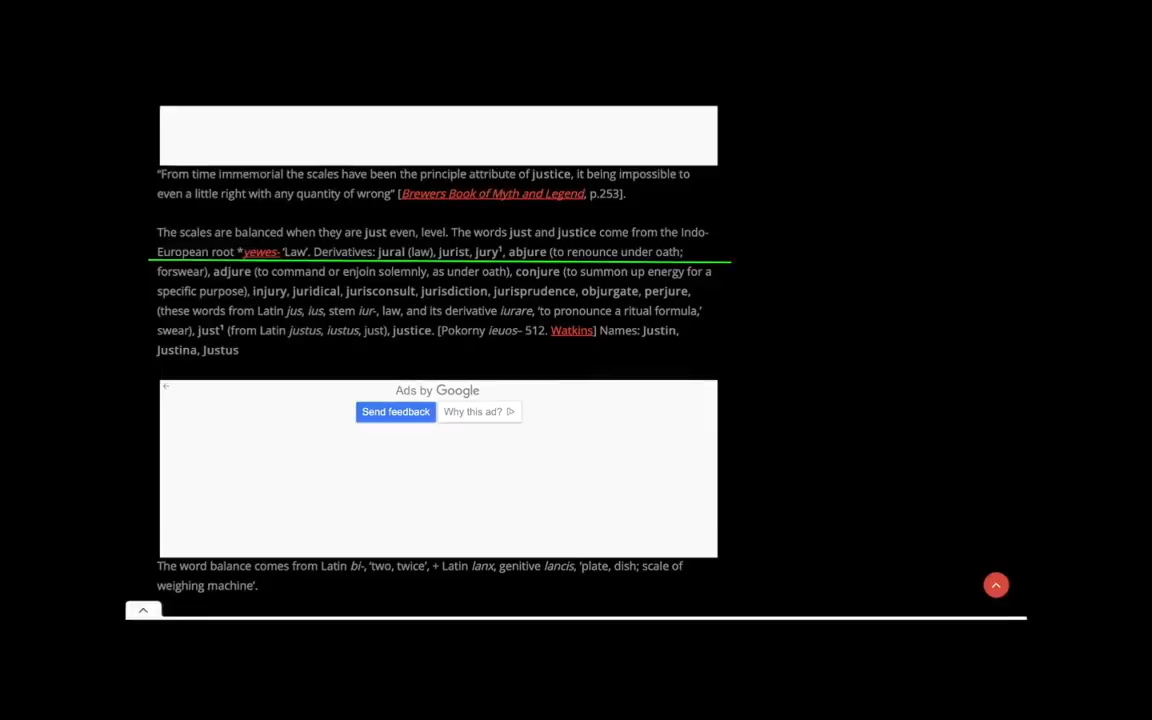 “From time immemorial the scales have been the principle attribute of justice, it being impossible to
even a little right with any quantity of wrong” [Brewers Book of Myth and Legend, p.253].
The scales are balanced when they are just even, level. The words just and justice come from the Indo-
European root *yewes- ‘Law’. Derivatives: jural (law), jurist, jury¹, abjure (to renounce under oath;
forswear), adjure (to command or enjoin solemnly, as under oath), conjure (to summon up energy for a
specific purpose), injury, juridical, jurisconsult, jurisdiction, jurisprudence, objurgate, perjure,
(these words from Latin jus, ius, stem iur-, law, and its derivative iurare, ‘to pronounce a ritual formula,’
swear), just¹ (from Latin justus, iustus, just), justice. [Pokorny ieuos– 512. Watkins] Names: Justin,
Justina, Justus
Ads by Google
Send feedback Why this ad?
The word balance comes from Latin bi-, ‘two, twice’, + Latin lanx, genitive lancis, ‘plate, dish; scale of
weighing machine’.